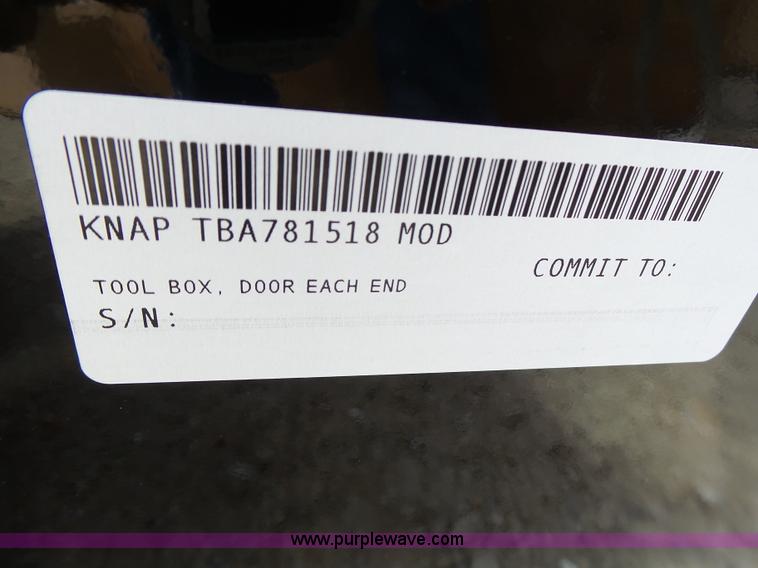 KNAP TBA781518 MOD
COMMIT TO:
TOOL BOX, DOOR EACH END
S/N:
www.purplewave.com